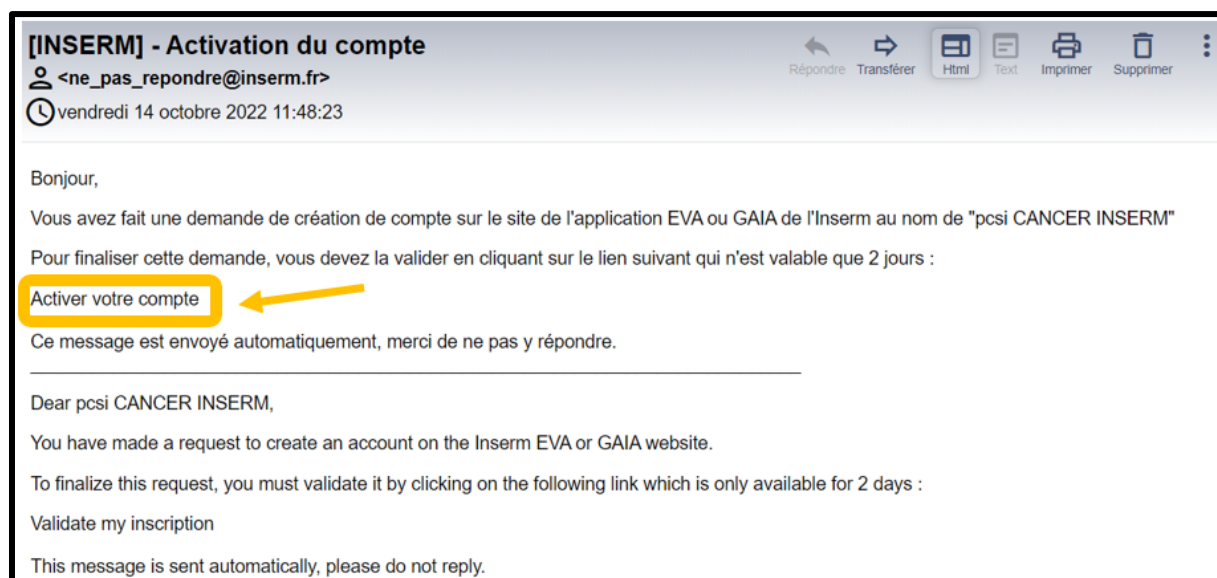 [INSERM] - Activation du compte
<ne_pas_repondre@inserm.fr>
vendredi 14 octobre 2022 11:48:23
Répondre Transférer Html Text Imprimer Supprimer
Bonjour,
Vous avez fait une demande de création de compte sur le site de l'application EVA ou GAIA de l'Inserm au nom de "pcsi CANCER INSERM"
Pour finaliser cette demande, vous devez la valider en cliquant sur le lien suivant qui n'est valable que 2 jours :
Activer votre compte
Ce message est envoyé automatiquement, merci de ne pas y répondre.
Dear pcsi CANCER INSERM,
You have made a request to create an account on the Inserm EVA or GAIA website.
To finalize this request, you must validate it by clicking on the following link which is only available for 2 days :
Validate my inscription
This message is sent automatically, please do not reply.